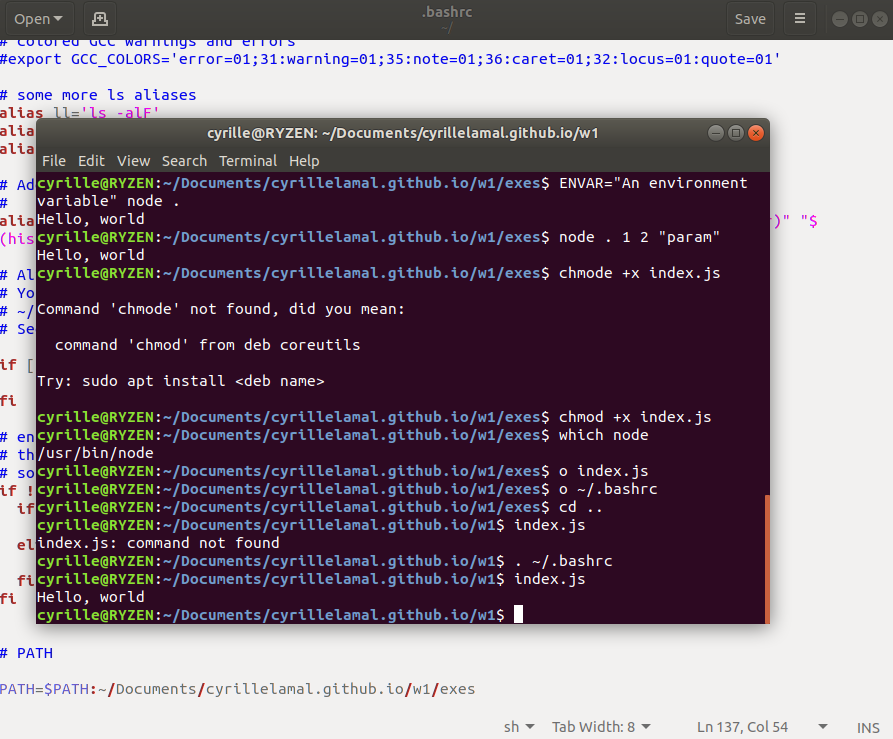 Open
.bashrc
~/
Save
# colored GCC warnings and errors
#export GCC_COLORS='error=01;31:warning=01;35:note=01;36:caret=01;32:locus=01:quote=01'
# some more ls aliases
alias ll='ls -alF'
alia
alia
# Ad
#
alia )" "$
(his
# Al
# Yo
# ~/
# Se
if [
fi
# en
# th
# so
if !
if
el
fi
fi
# PATH
PATH=$PATH:~/Documents/cyrillelamal.github.io/w1/exes
cyrille@RYZEN: ~/Documents/cyrillelamal.github.io/w1
File Edit View Search Terminal Help
cyrille@RYZEN:~/Documents/cyrillelamal.github.io/w1/exes$ ENVAR="An environment
variable" node .
Hello, world
cyrille@RYZEN:~/Documents/cyrillelamal.github.io/w1/exes$ node . 1 2 "param"
Hello, world
cyrille@RYZEN:~/Documents/cyrillelamal.github.io/w1/exes$ chmode +x index.js
Command 'chmode' not found, did you mean:
command 'chmod' from deb coreutils
Try: sudo apt install <deb name>
cyrille@RYZEN:~/Documents/cyrillelamal.github.io/w1/exes$ chmod +x index.js
cyrille@RYZEN:~/Documents/cyrillelamal.github.io/w1/exes$ which node
/usr/bin/node
cyrille@RYZEN:~/Documents/cyrillelamal.github.io/w1/exes$ o index.js
cyrille@RYZEN:~/Documents/cyrillelamal.github.io/w1/exes$ o ~/.bashrc
cyrille@RYZEN:~/Documents/cyrillelamal.github.io/w1/exes$ cd ..
cyrille@RYZEN:~/Documents/cyrillelamal.github.io/w1$ index.js
index.js: command not found
cyrille@RYZEN:~/Documents/cyrillelamal.github.io/w1$ . ~/.bashrc
cyrille@RYZEN:~/Documents/cyrillelamal.github.io/w1$ index.js
Hello, world
cyrille@RYZEN:~/Documents/cyrillelamal.github.io/w1$
sh Tab Width: 8 Ln 137, Col 54 INS